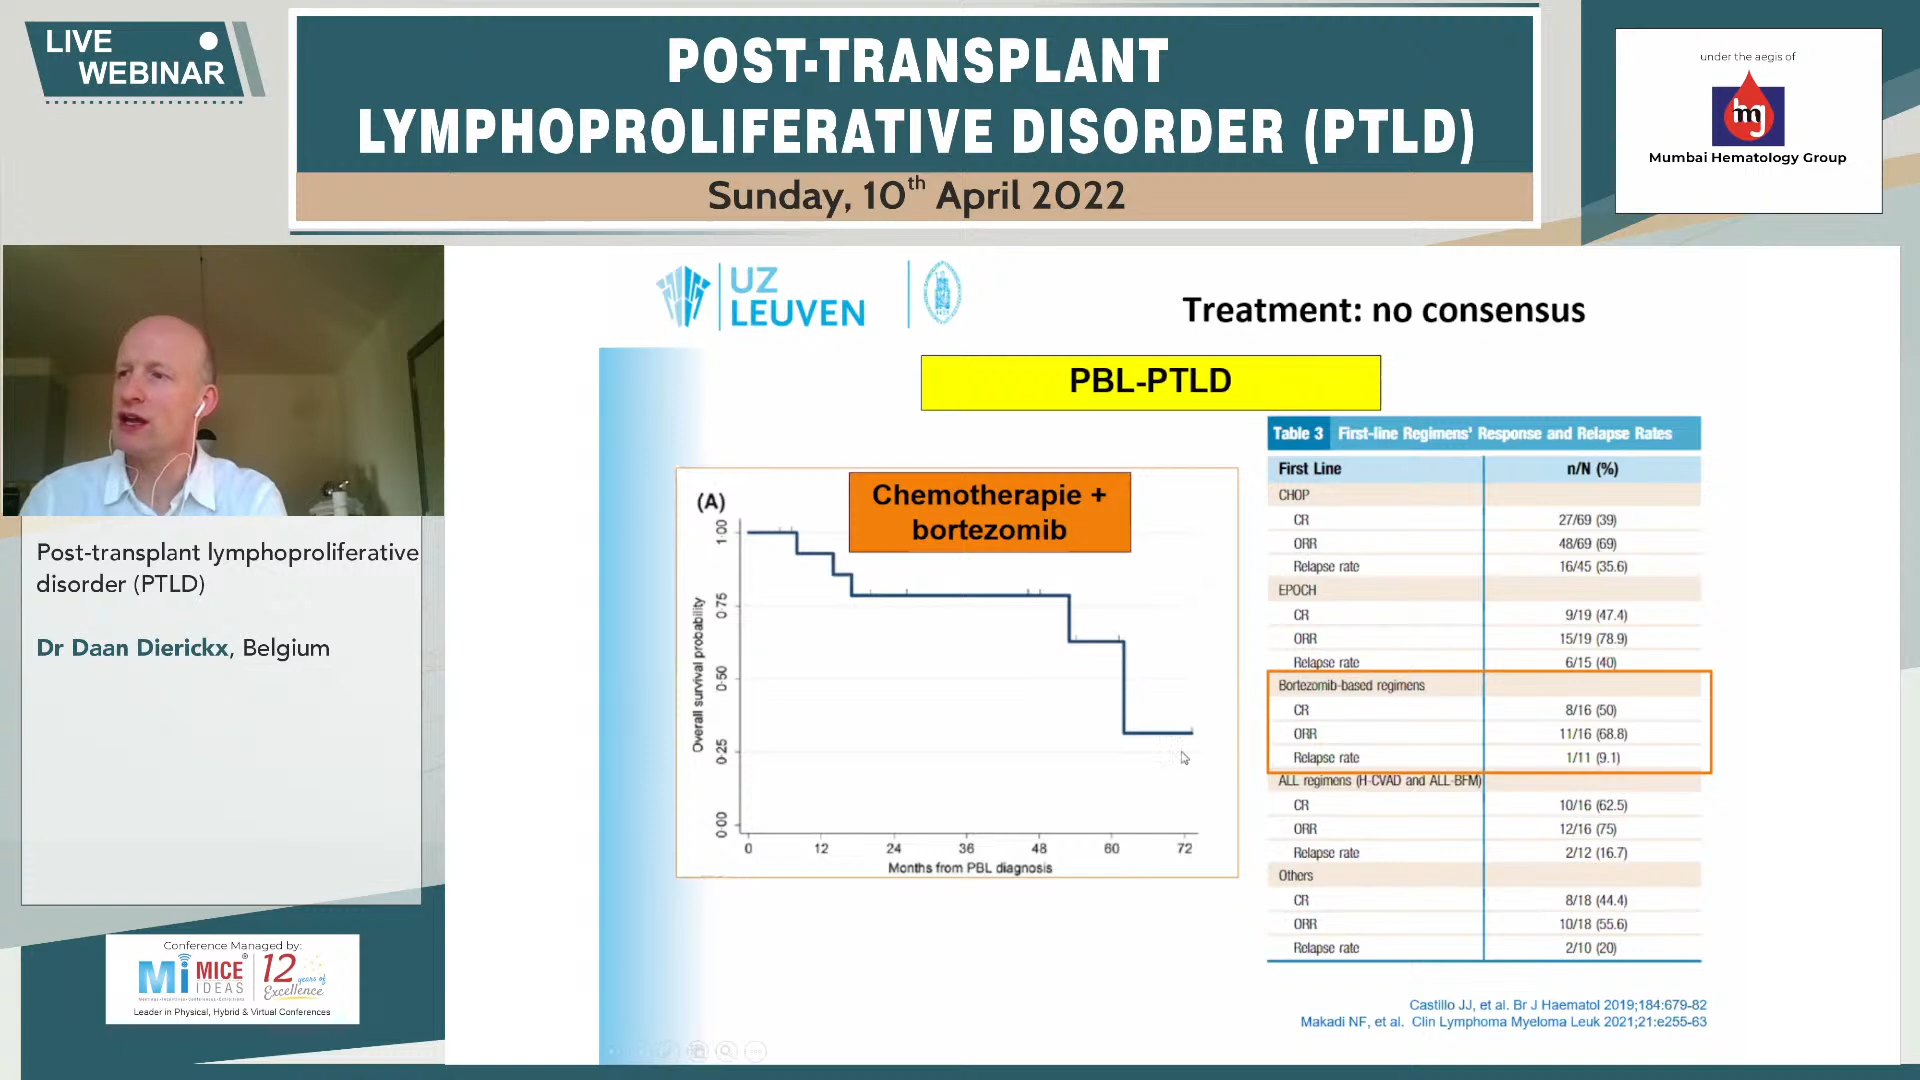 LIVE
WEBINAR
POST-TRANSPLANT
LYMPHOPROLIFERATIVE DISORDER (PTLD)
Sunday, 10th April 2022
under the aegis of
mg
Mumbai Hematology Group
Post-transplant lymphoproliferative
disorder (PTLD)
Dr Daan Dierickx, Belgium
Conference Managed by:
Mi MICE IDEAS
12 years of Excellence
Leader in Physical, Hybrid & Virtual Conferences
UZ
LEUVEN
Treatment: no consensus
PBL-PTLD
(A)
Chemotherapie +
bortezomib
Overall survival probability
1·00
0·75
0·50
0·25
0·00
0 12 24 36 48 60 72
Months from PBL diagnosis
Table 3 First-line Regimens' Response and Relapse Rates
First Line n/N (%)
CHOP
CR 27/69 (39)
ORR 48/69 (69)
Relapse rate 16/45 (35.6)
EPOCH
CR 9/19 (47.4)
ORR 15/19 (78.9)
Relapse rate 6/15 (40)
Bortezomib-based regimens
CR 8/16 (50)
ORR 11/16 (68.8)
Relapse rate 1/11 (9.1)
ALL regimens (H-CVAD and ALL-BFM)
CR 10/16 (62.5)
ORR 12/16 (75)
Relapse rate 2/12 (16.7)
Others
CR 8/18 (44.4)
ORR 10/18 (55.6)
Relapse rate 2/10 (20)
Castillo JJ, et al. Br J Haematol 2019;184:679-82
Makadi NF, et al. Clin Lymphoma Myeloma Leuk 2021;21:e255-63